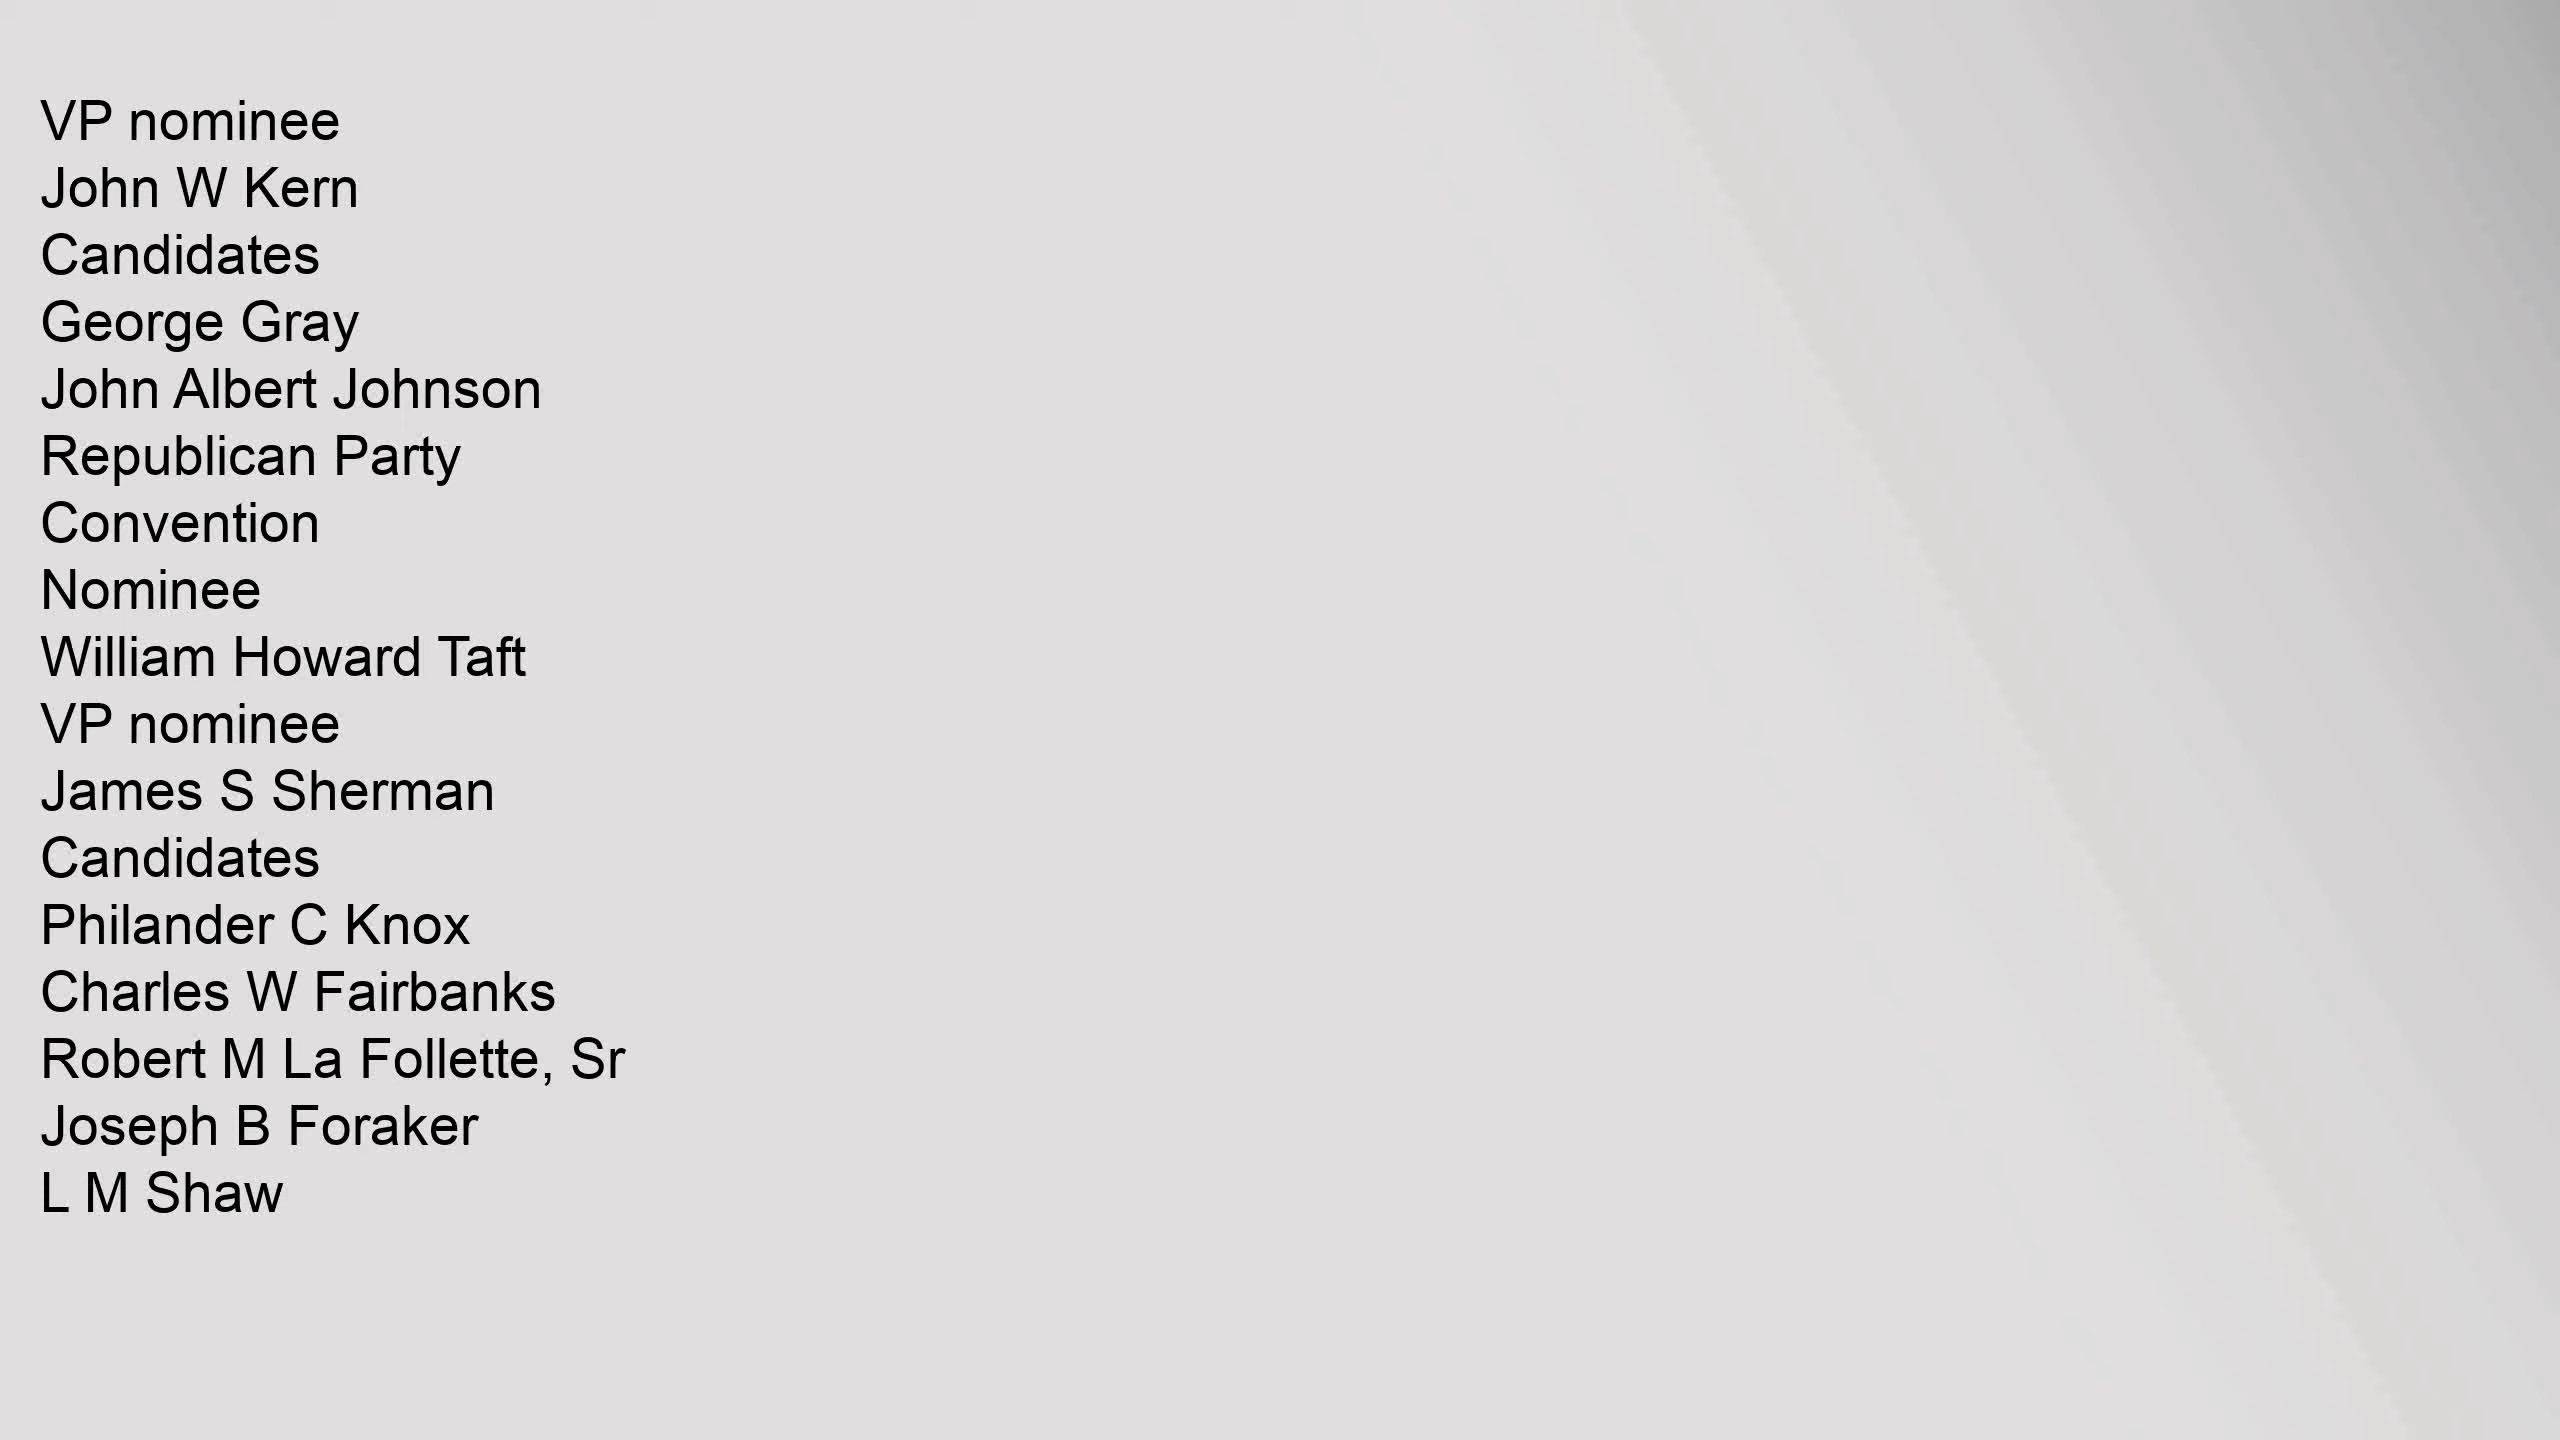 VP nominee
John W Kern
Candidates
George Gray
John Albert Johnson
Republican Party
Convention
Nominee
William Howard Taft
VP nominee
James S Sherman
Candidates
Philander C Knox
Charles W Fairbanks
Robert M La Follette, Sr
Joseph B Foraker
L M Shaw